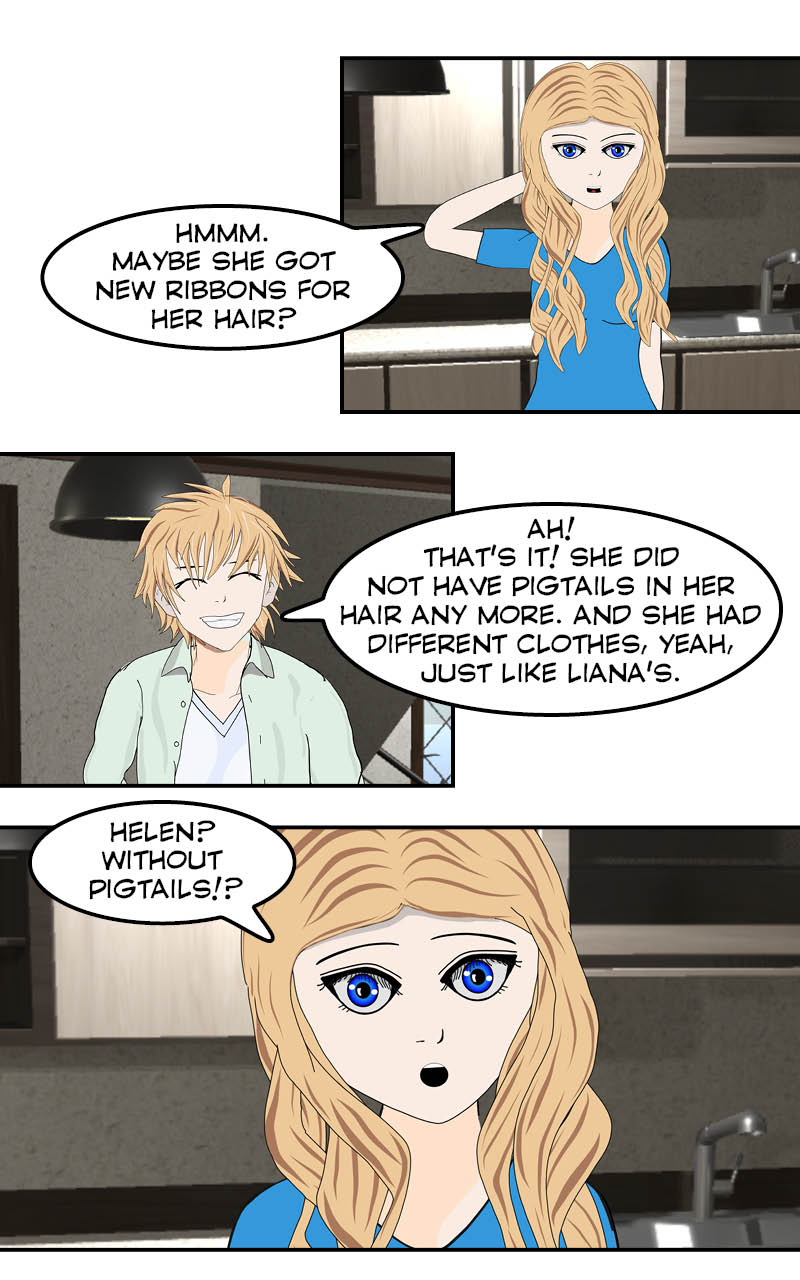 HMMM.
MAYBE SHE GOT
NEW RIBBONS FOR
HER HAIR?
AH!
THAT'S IT! SHE DID
NOT HAVE PIGTAILS IN HER
HAIR ANY MORE. AND SHE HAD
DIFFERENT CLOTHES, YEAH,
JUST LIKE LIANA'S.
HELEN?
WITHOUT
PIGTAILS!?